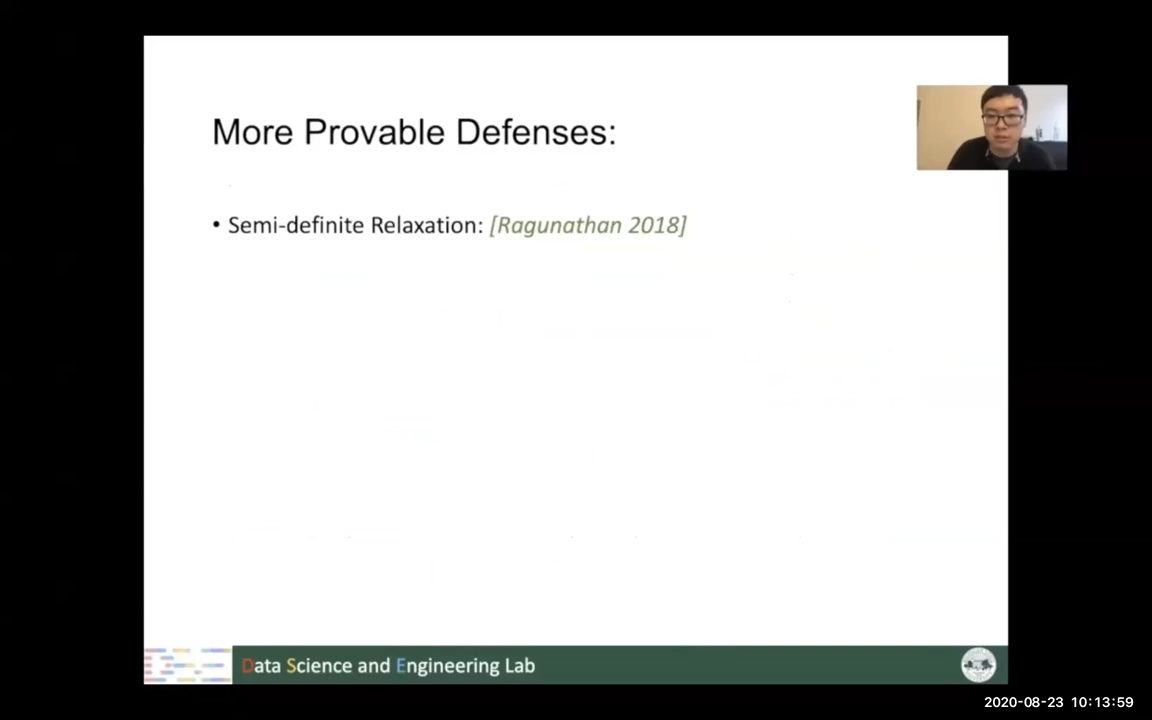 More Provable Defenses:
• Semi-definite Relaxation: [Ragunathan 2018]
Data Science and Engineering Lab
2020-08-23 10:13:59